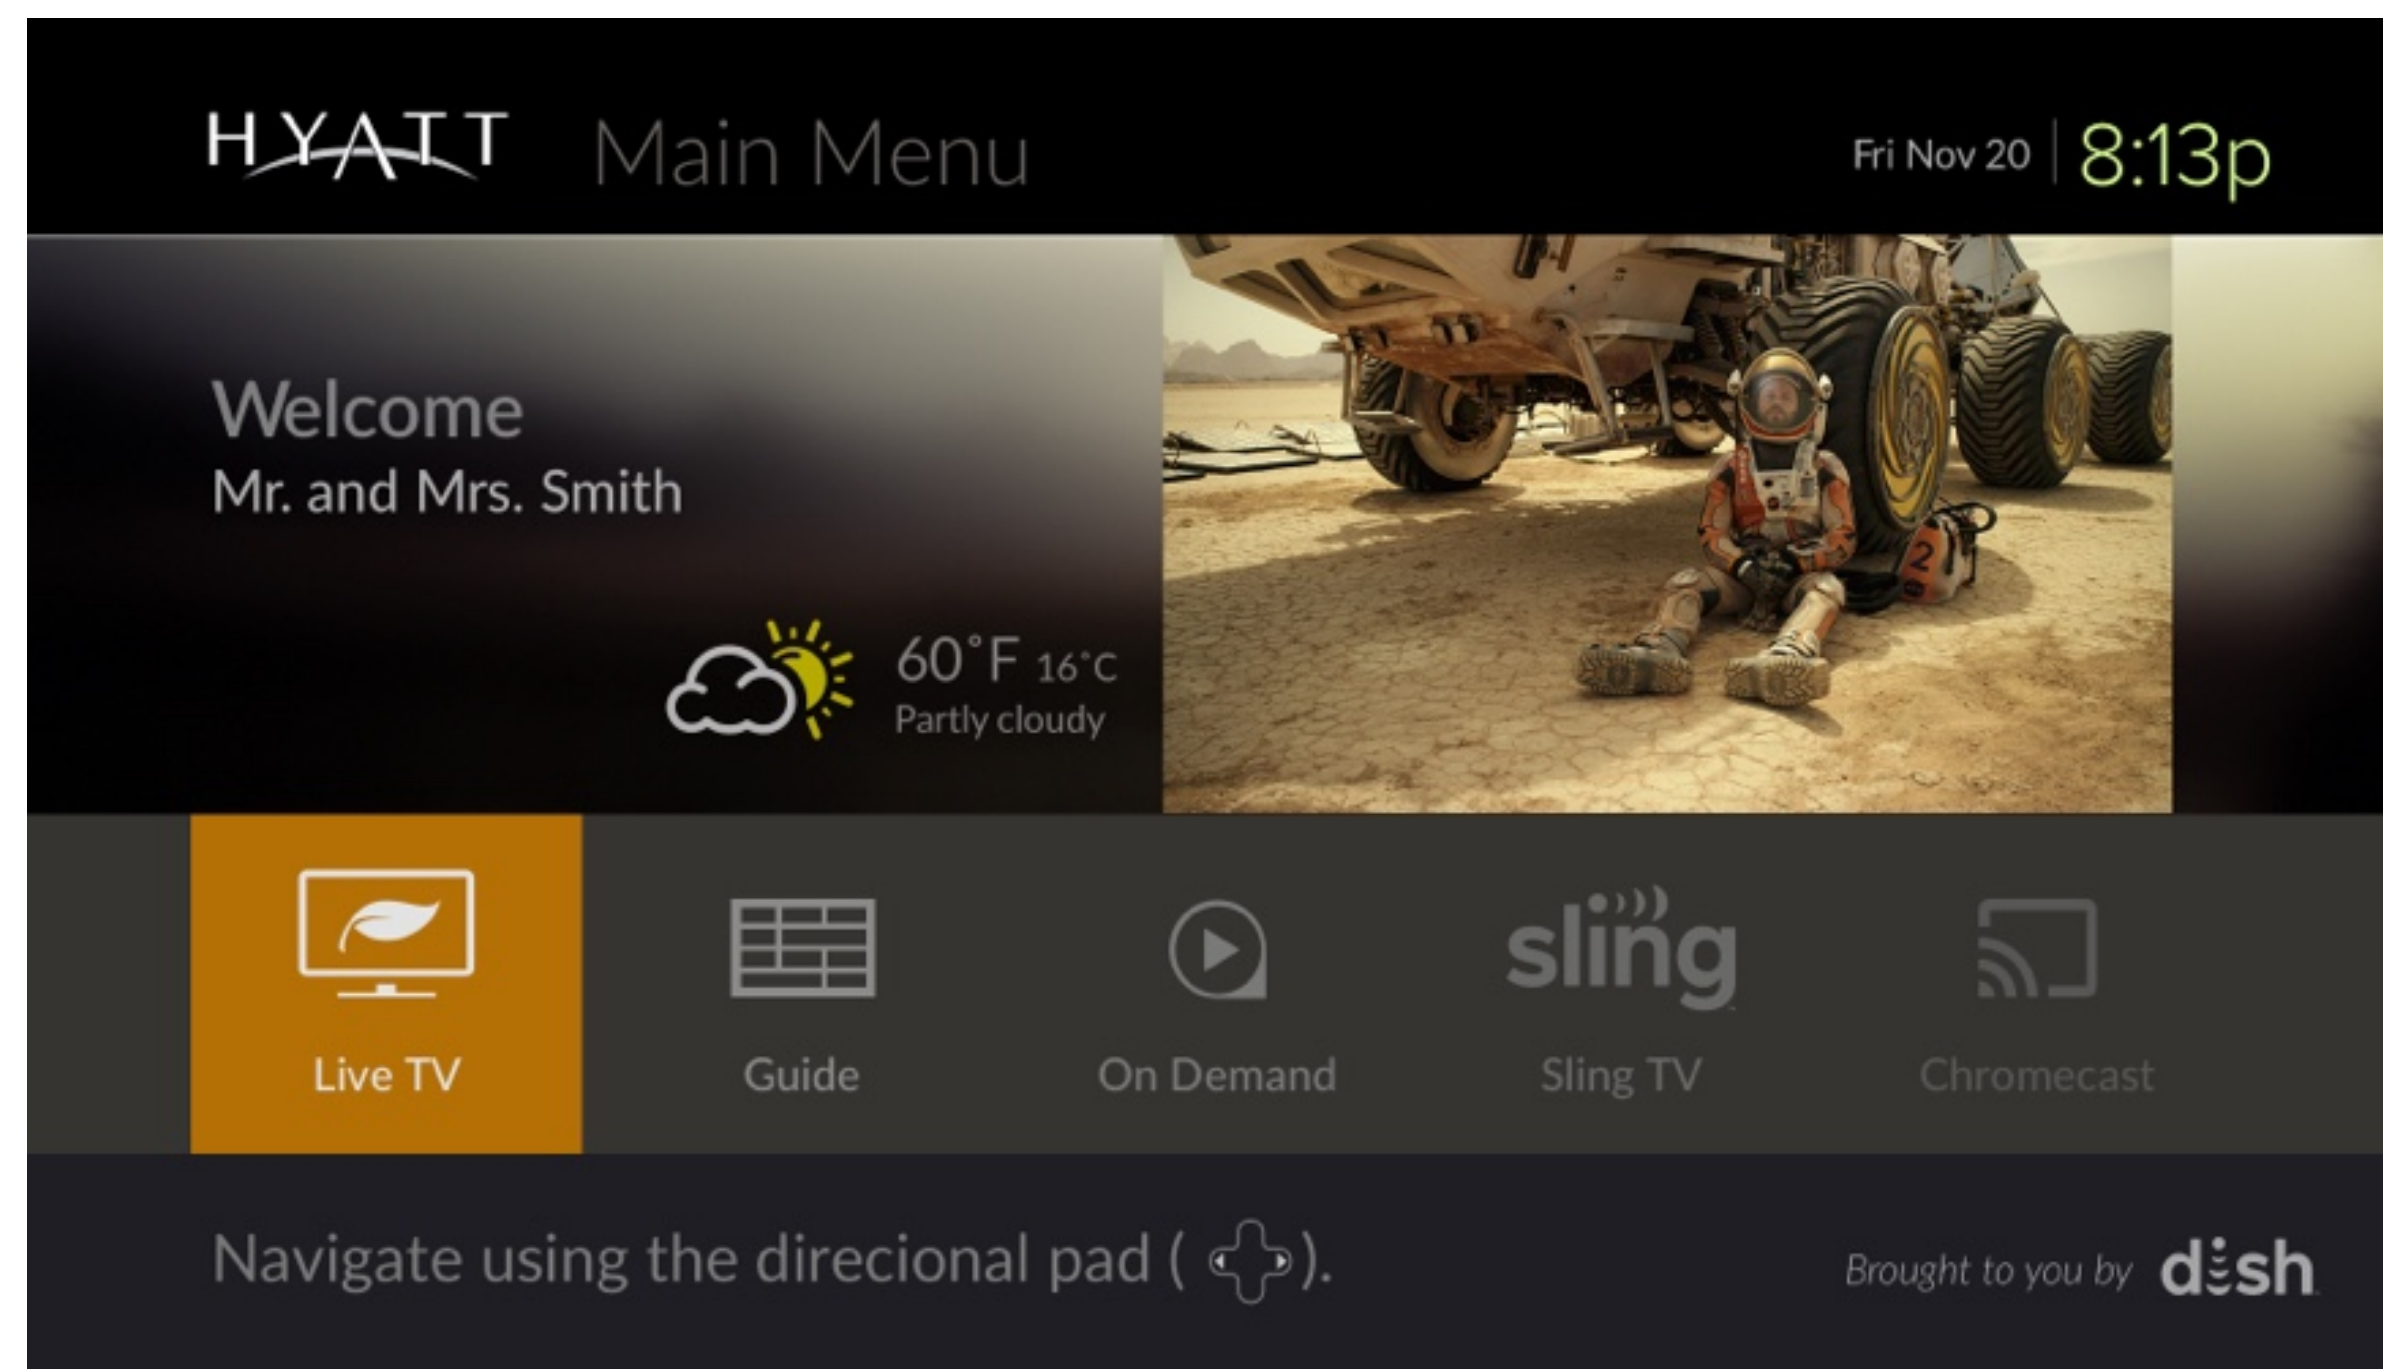 HYATT Main Menu
Fri Nov 20 8:13p
Welcome
Mr. and Mrs. Smith
60°F 16°C
Partly cloudy
2
Live TV
Guide
On Demand
sling
Sling TV
Chromecast
Navigate using the direcional pad ( ).
Brought to you by dish